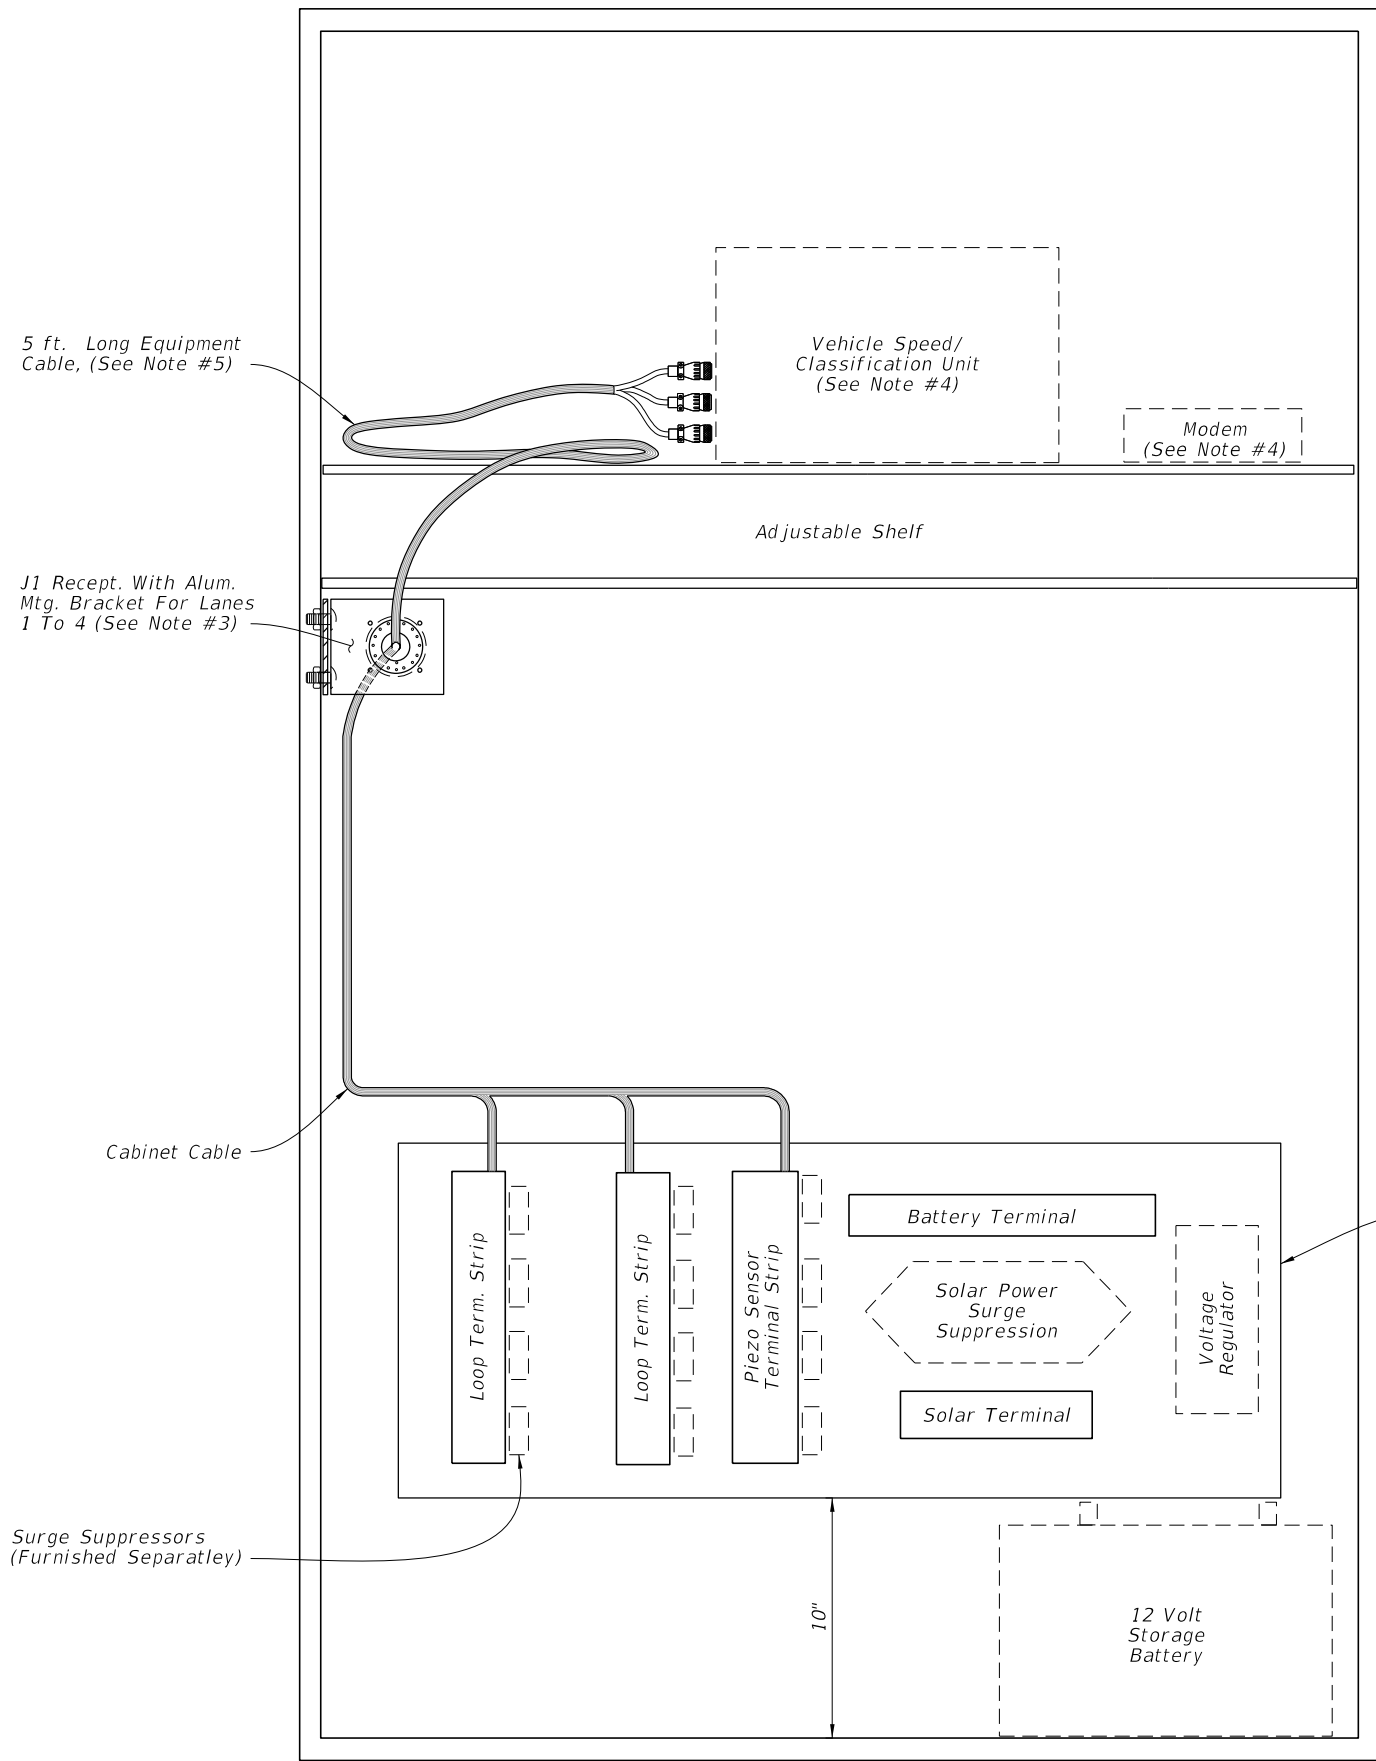 5 ft. Long Equipment
Cable, (See Note #5)
Vehicle Speed/
Classification Unit
(See Note #4)
Modem
(See Note #4)
Adjustable Shelf
J1 Recept. With Alum.
Mtg. Bracket For Lanes
1 To 4 (See Note #3)
Cabinet Cable
Loop Term. Strip
Loop Term. Strip
Piezo Sensor
Terminal Strip
Battery Terminal
Solar Power
Surge
Suppression
Solar Terminal
Voltage
Regulator
Surge Suppressors
(Furnished Separatley)
10"
12 Volt
Storage
Battery